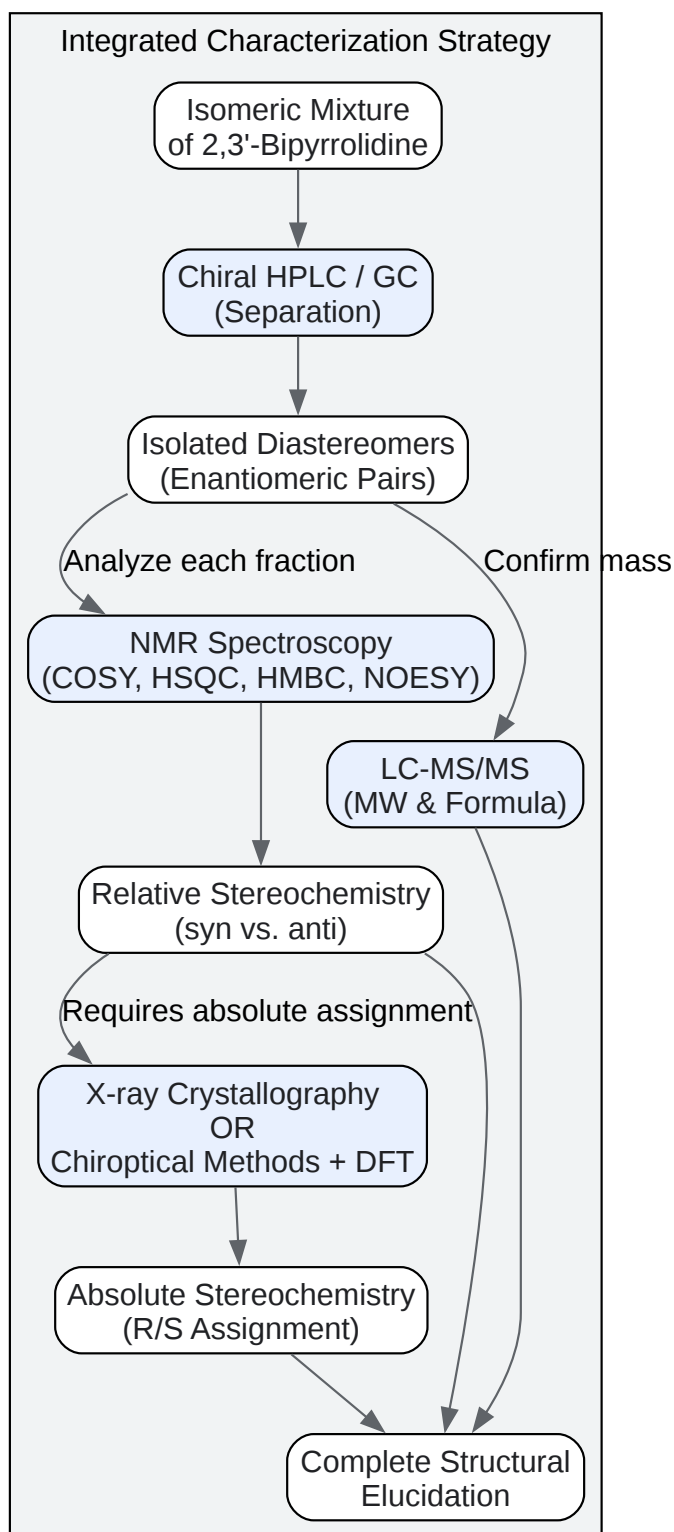 Integrated Characterization Strategy
Isomeric Mixture
of 2,3'-Bipyrrolidine
Chiral HPLC / GC
(Separation)
Isolated Diastereomers
(Enantiomeric Pairs)
Analyze each fraction
Confirm mass
NMR Spectroscopy
(COSY, HSQC, HMBC, NOESY)
LC-MS/MS
(MW & Formula)
Relative Stereochemistry
(syn vs. anti)
Requires absolute assignment
X-ray Crystallography
OR
Chiroptical Methods + DFT
Absolute Stereochemistry
(R/S Assignment)
Complete Structural
Elucidation